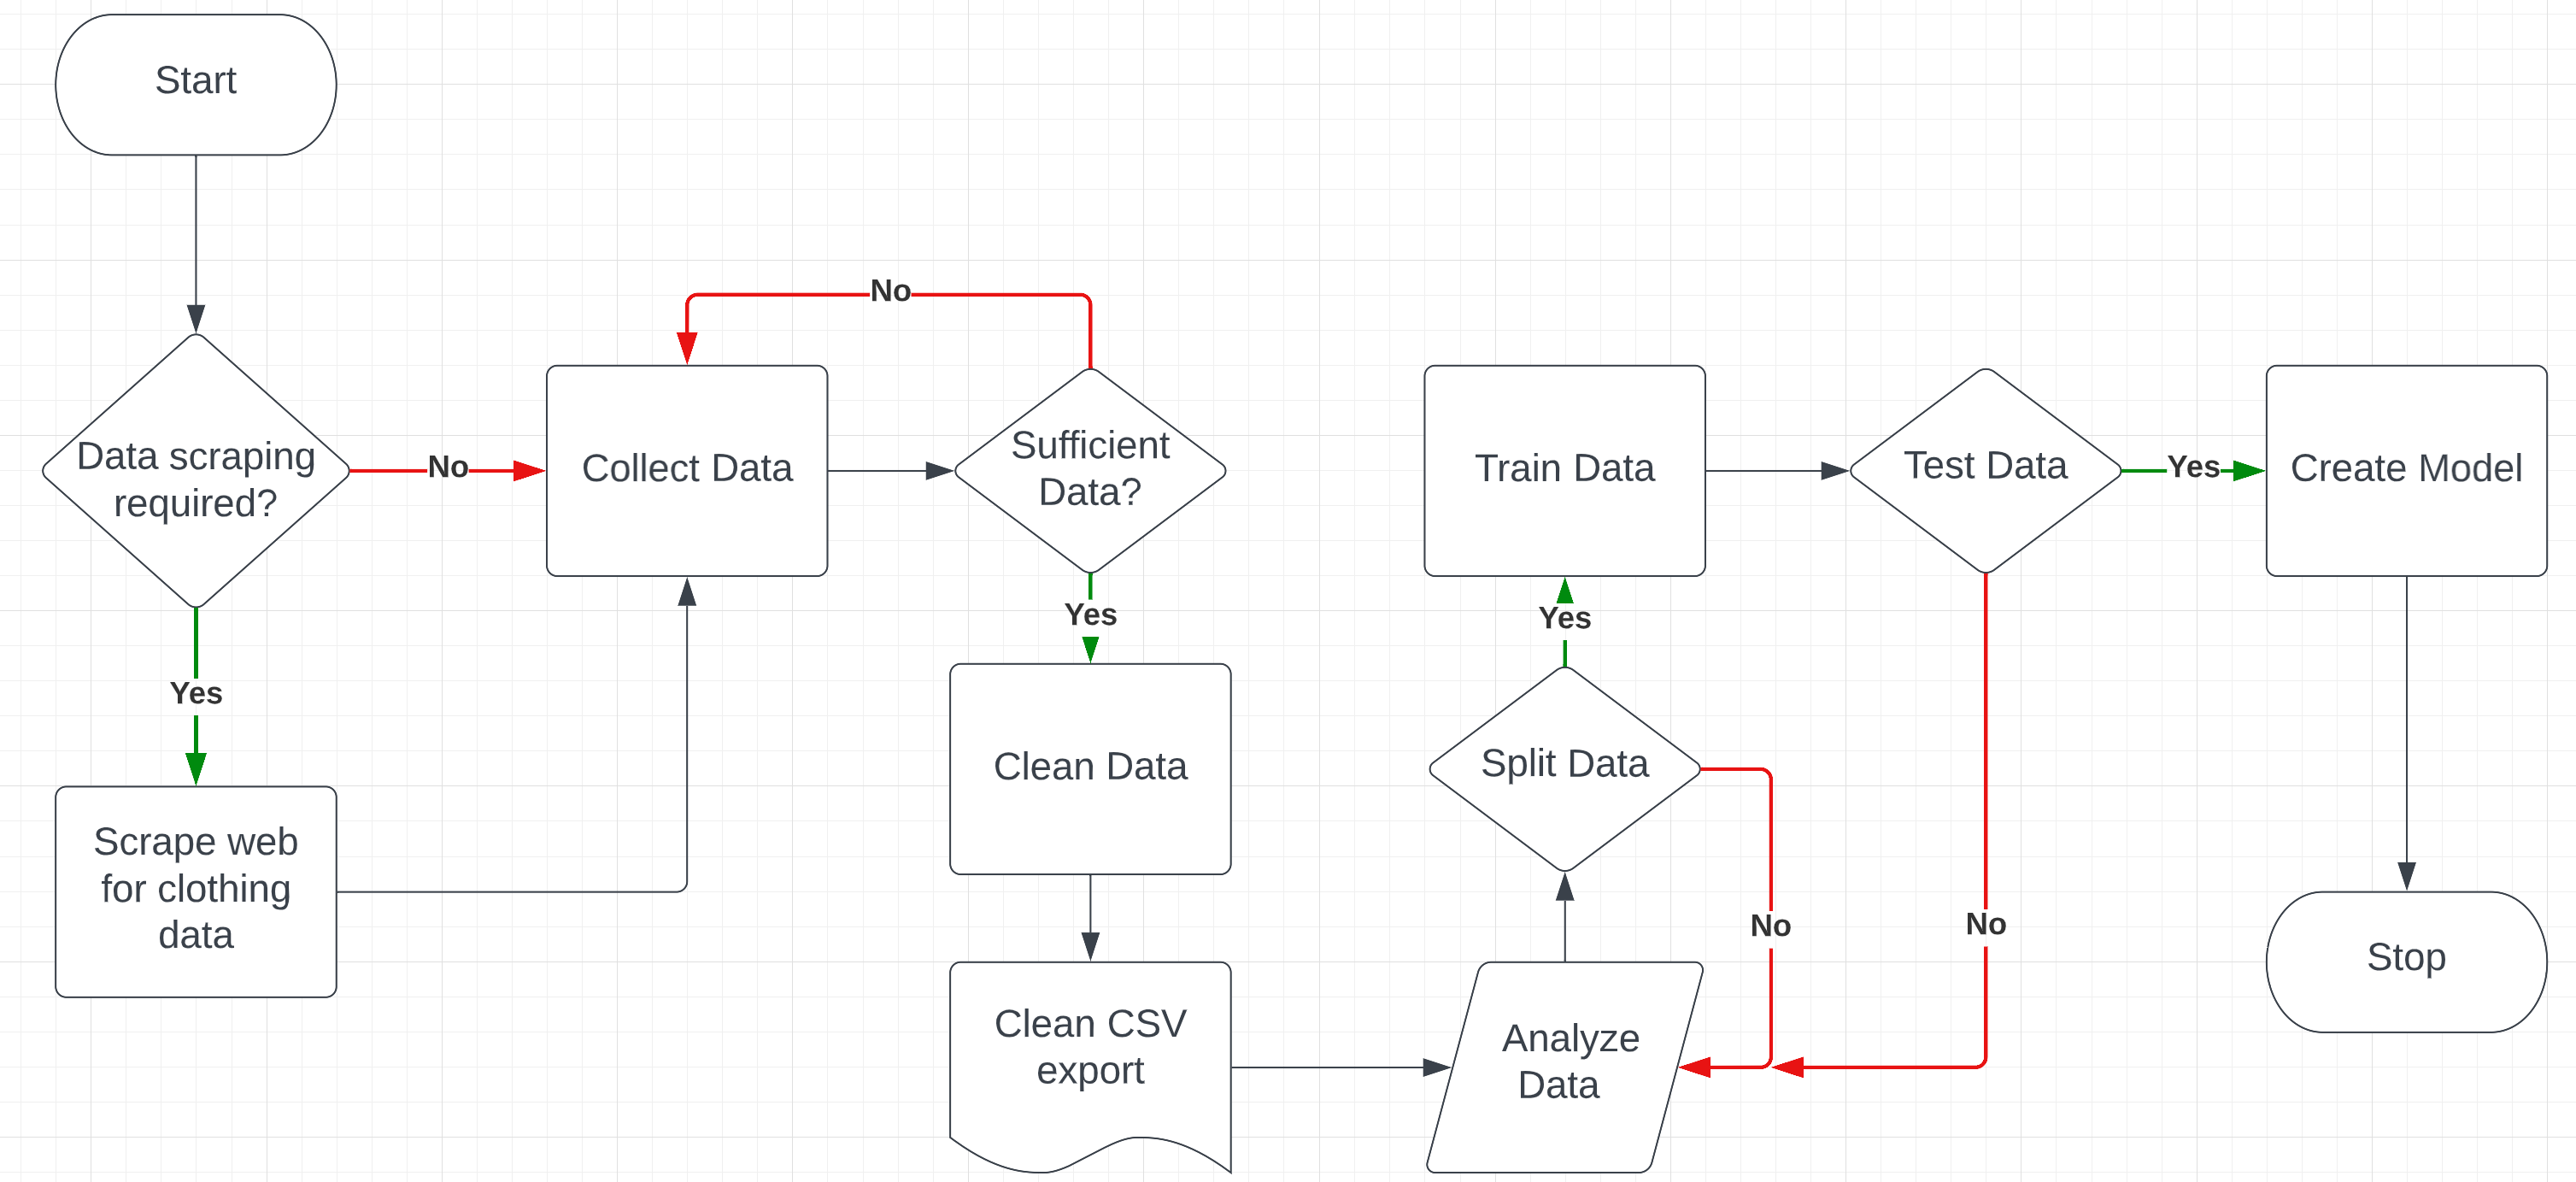 Start
Data scraping
required?
No
Yes
Scrape web
for clothing
data
Collect Data
No
Sufficient
Data?
Yes
Clean Data
Clean CSV
export
Analyze
Data
Split Data
No
Yes
Train Data
Test Data
No
Yes
Create Model
Stop